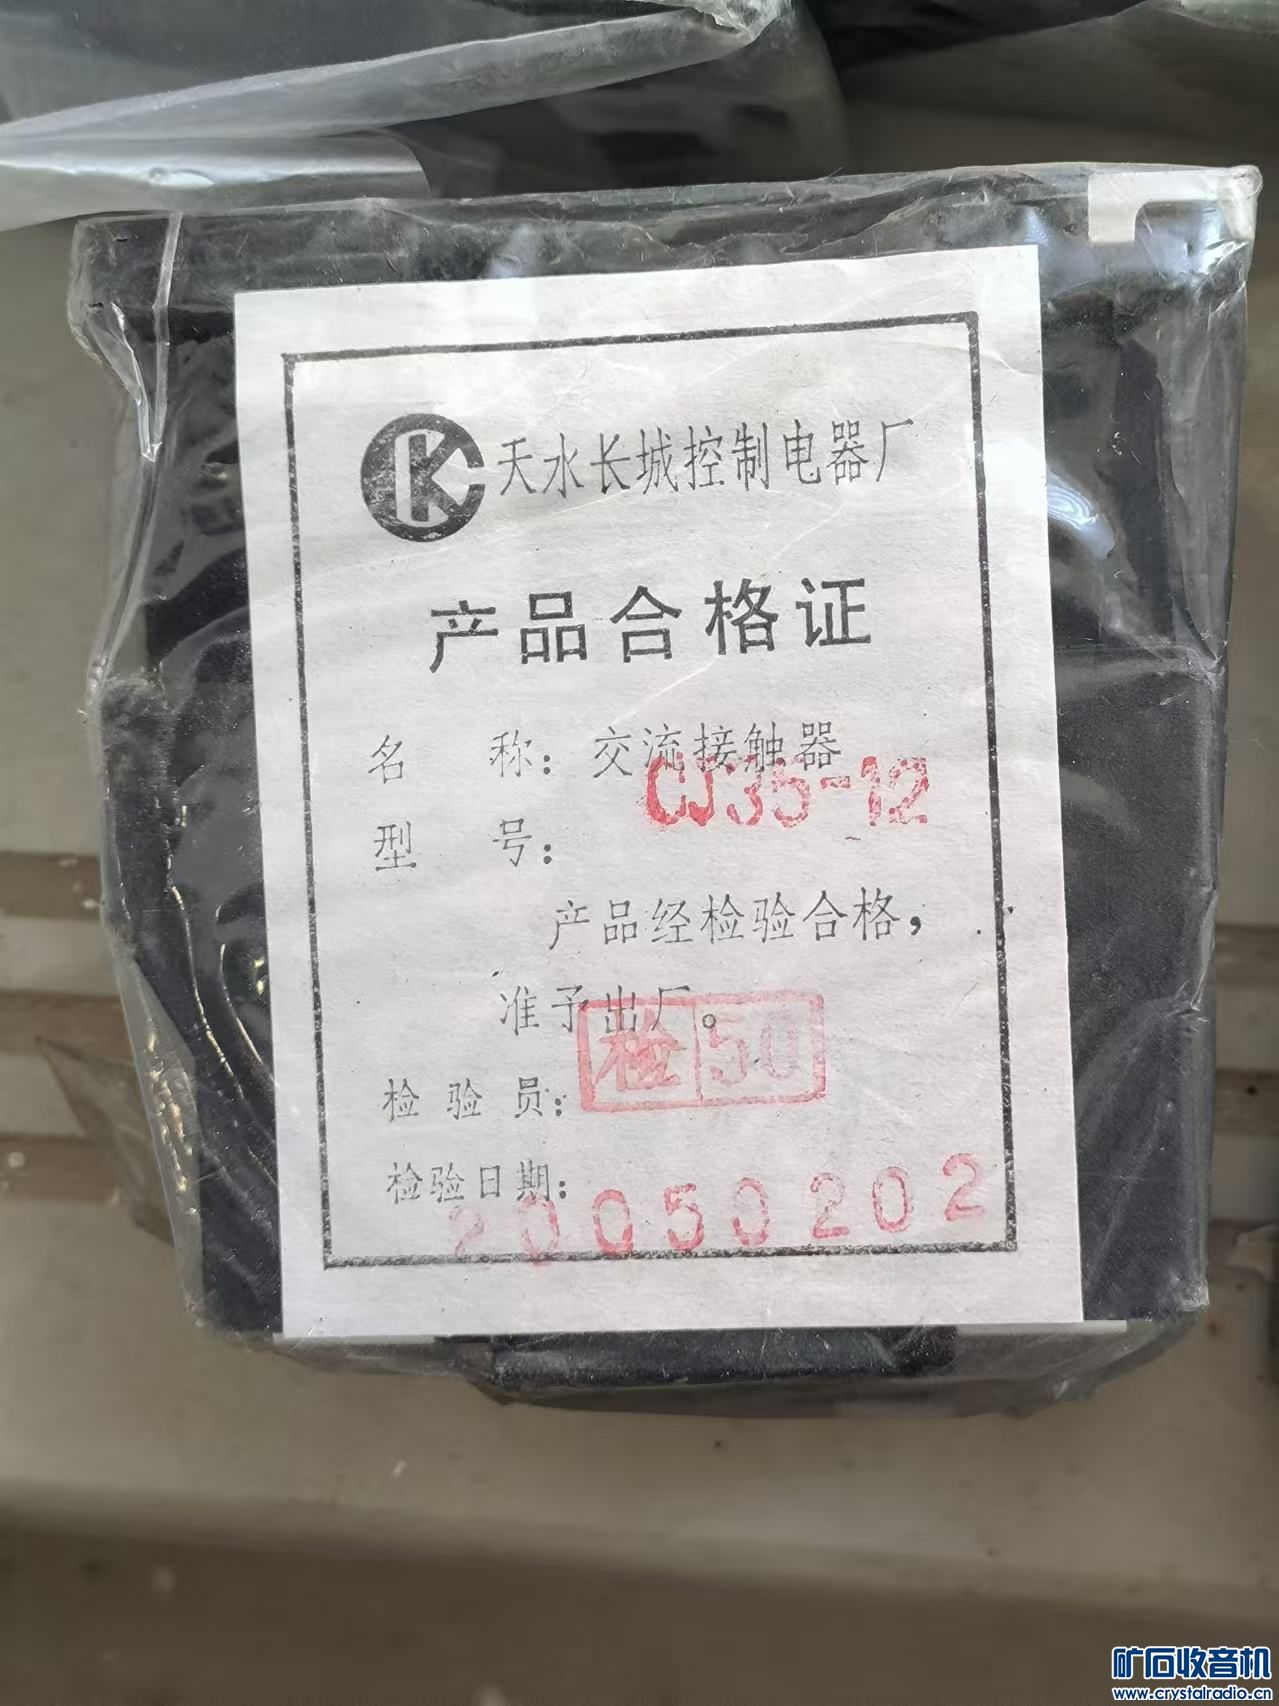 天水长城控制电器厂
产品合格证
名 称：交流接触器
型 号：CJ35-12
产品经检验合格，
准予出厂。
检 验 员：检 50
检验日期：20050202
矿石收音机
www.crystalradio.cn